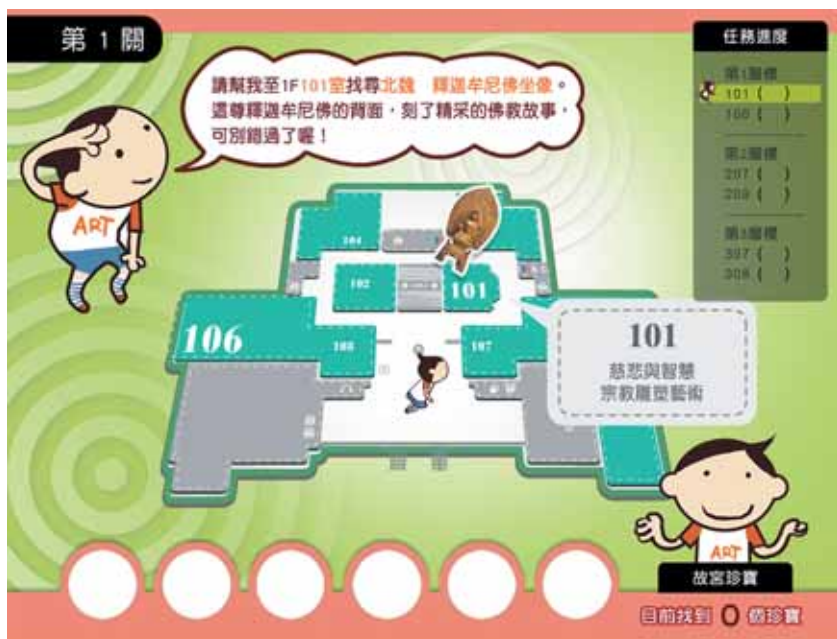 第 1 關
請幫我至1F101室找尋北魏 釋迦牟尼佛坐像。
這尊釋迦牟尼佛的背面，刻了精采的佛教故事，
可別錯過了喔！
任務進度
第1層樓
101 ( )
106 ( )
第2層樓
207 ( )
209 ( )
第3層樓
307 ( )
308 ( )
ART
104
102
101
106
108
107
101
慈悲與智慧
宗教雕塑藝術
ART
故宮珍寶
目前找到 0 個珍寶